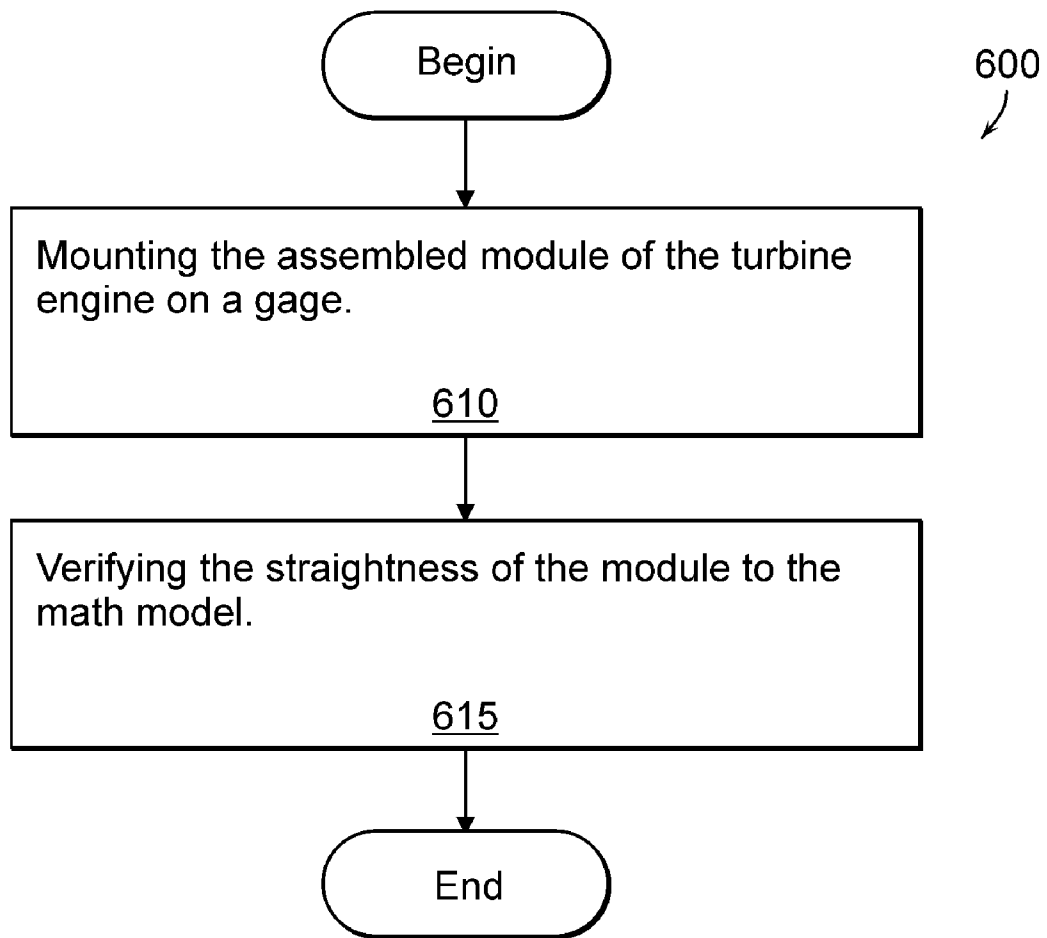 Begin
600
Mounting the assembled module of the turbine
engine on a gage.
610
Verifying the straightness of the module to the
math model.
615
End